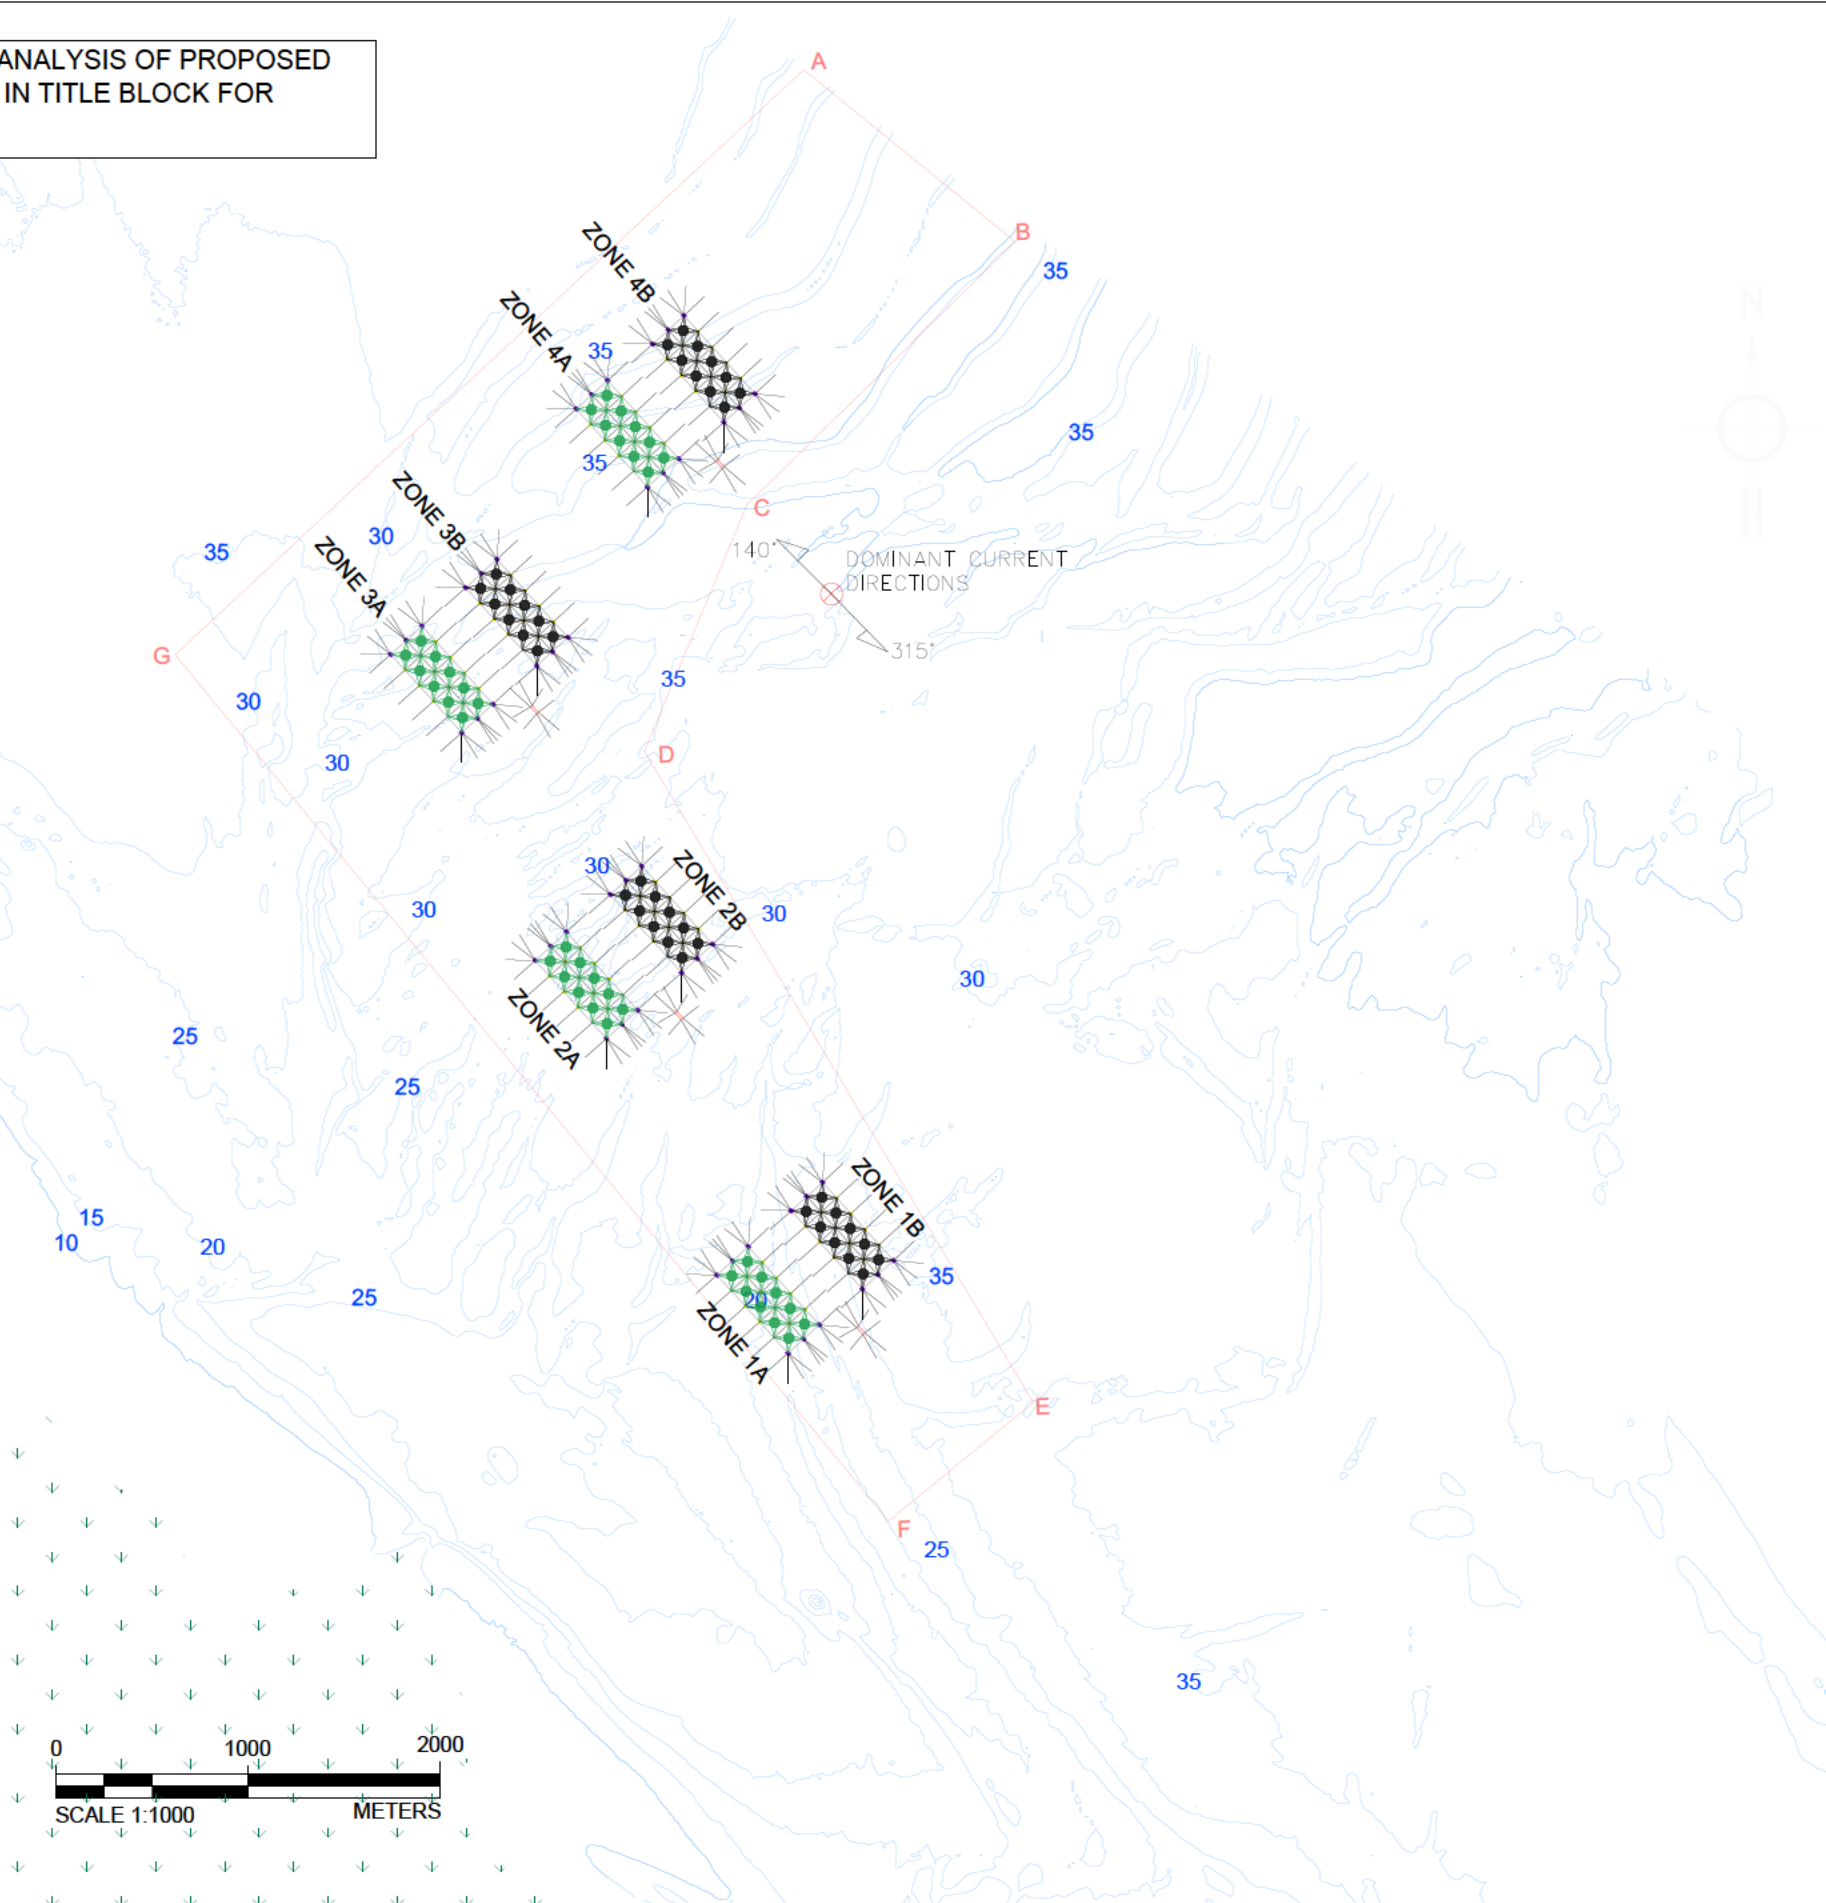 ANALYSIS OF PROPOSED
IN TITLE BLOCK FOR
A
B
N
35
ZONE 4B
ZONE 4A
35
35
35
C
ZONE 3B
30
35
ZONE 3A
140°
DOMINANT CURRENT
DIRECTIONS
315°
G
30
35
30
D
30
ZONE 2B
30
30
30
ZONE 2A
25
25
ZONE 1B
15
10
20
25
35
20
ZONE 1A
E
F
25
35
0
1000
2000
SCALE 1:1000
METERS